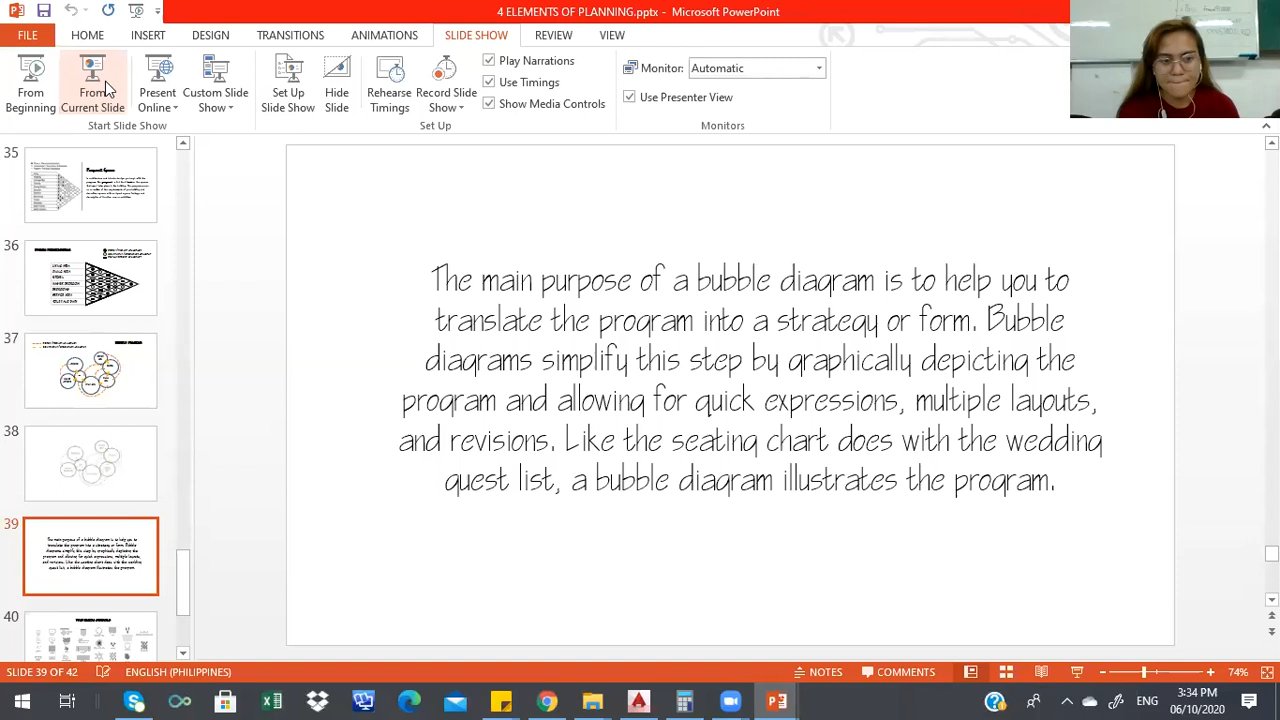 4 ELEMENTS OF PLANNING.pptx - Microsoft PowerPoint
FILE HOME INSERT DESIGN TRANSITIONS ANIMATIONS SLIDE SHOW REVIEW VIEW
From Beginning
From Current Slide
Present Online
Custom Slide Show
Set Up Slide Show
Hide Slide
Rehearse Timings
Record Slide Show
Play Narrations
Use Timings
Show Media Controls
Monitor: Automatic
Use Presenter View
Start Slide Show
Set Up
Monitors
35
36
37
38
39
40
The main purpose of a bubble diagram is to help you to
translate the program into a strategy or form. Bubble
diagrams simplify this step by graphically depicting the
program and allowing for quick expressions, multiple layouts,
and revisions. Like the seating chart does with the wedding
guest list, a bubble diagram illustrates the program.
SLIDE 39 OF 42 ENGLISH (PHILIPPINES) NOTES COMMENTS 74%
ENG
3:34 PM
06/10/2020